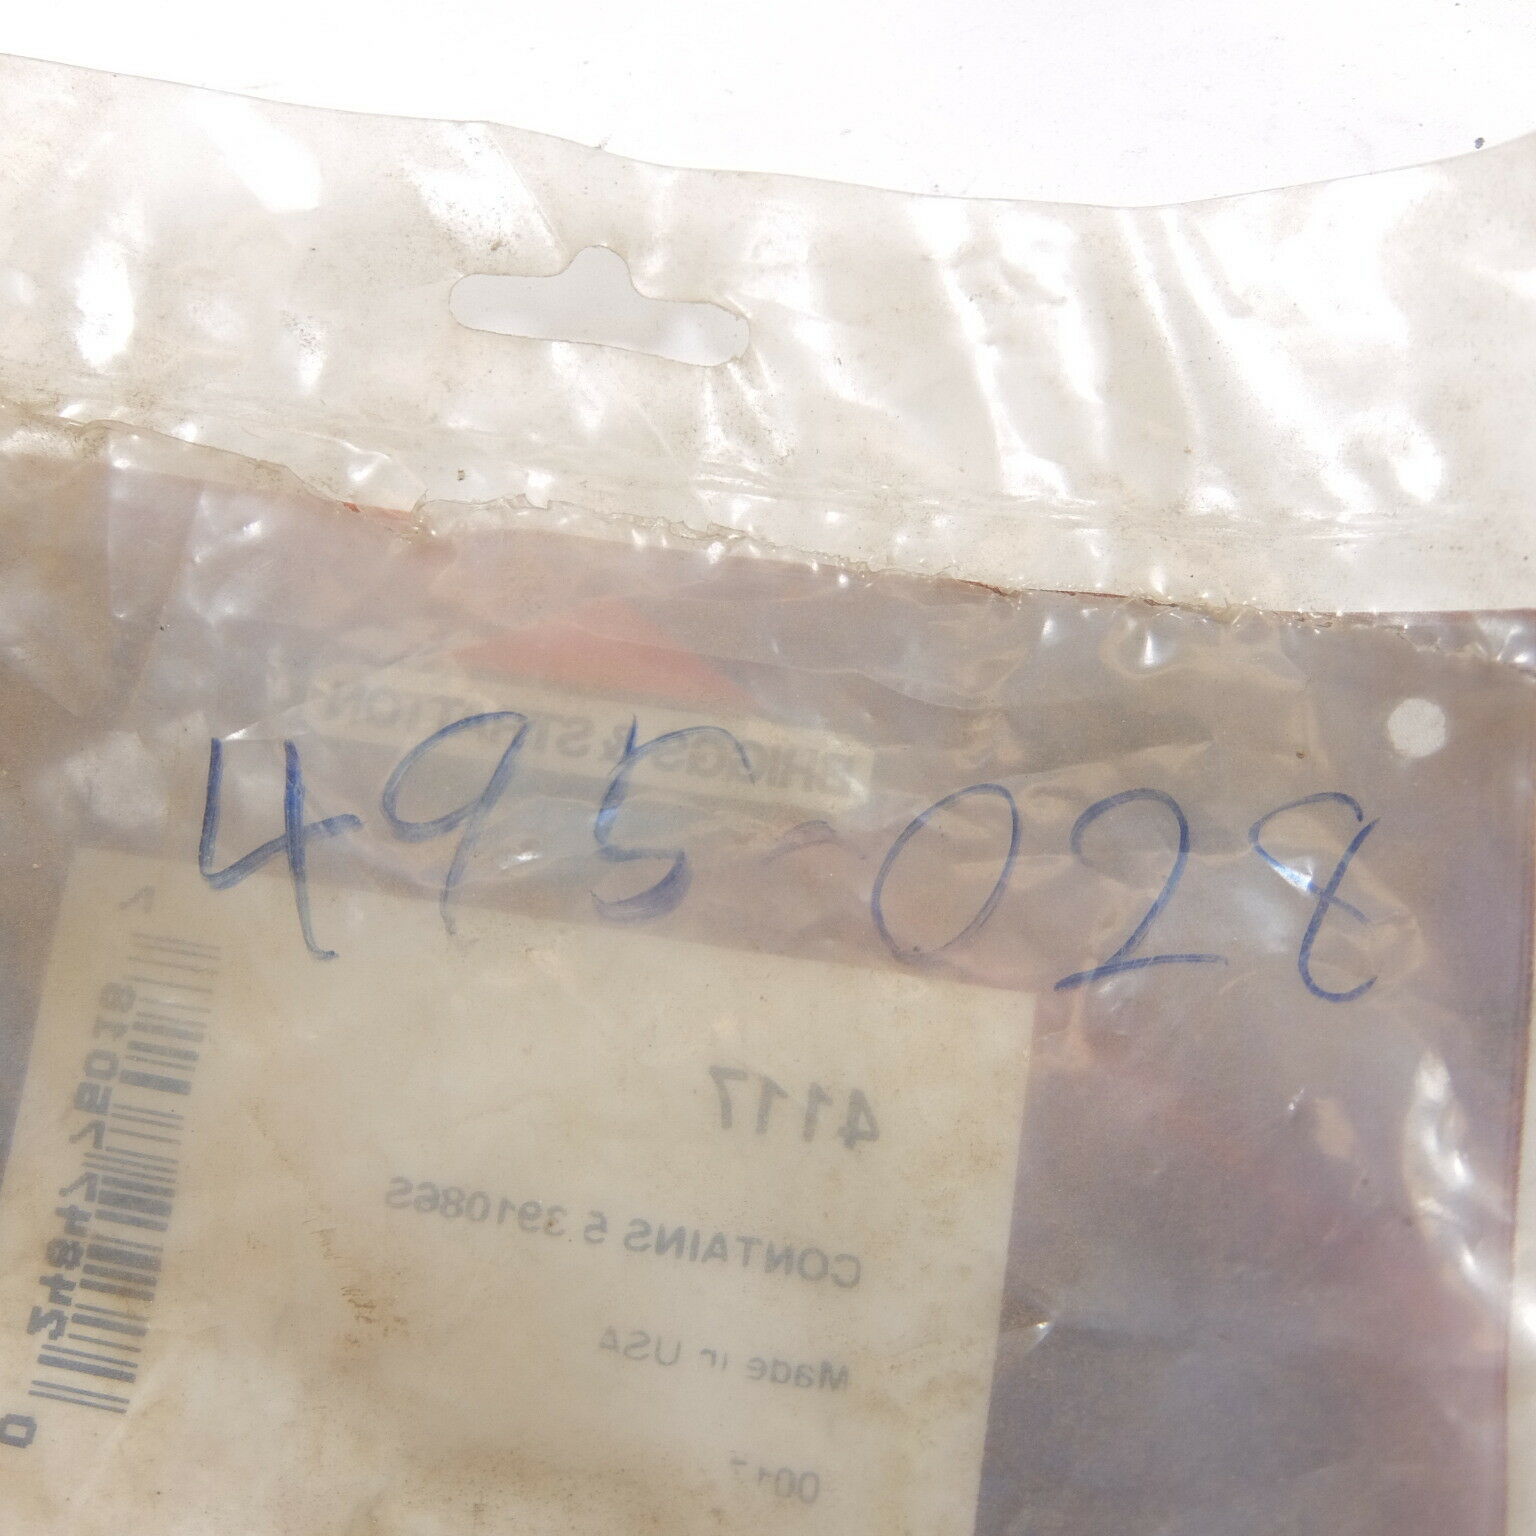 BRIGGS & STRATTON
495-028
4117
CONTAINS 5 391086S
Made in USA